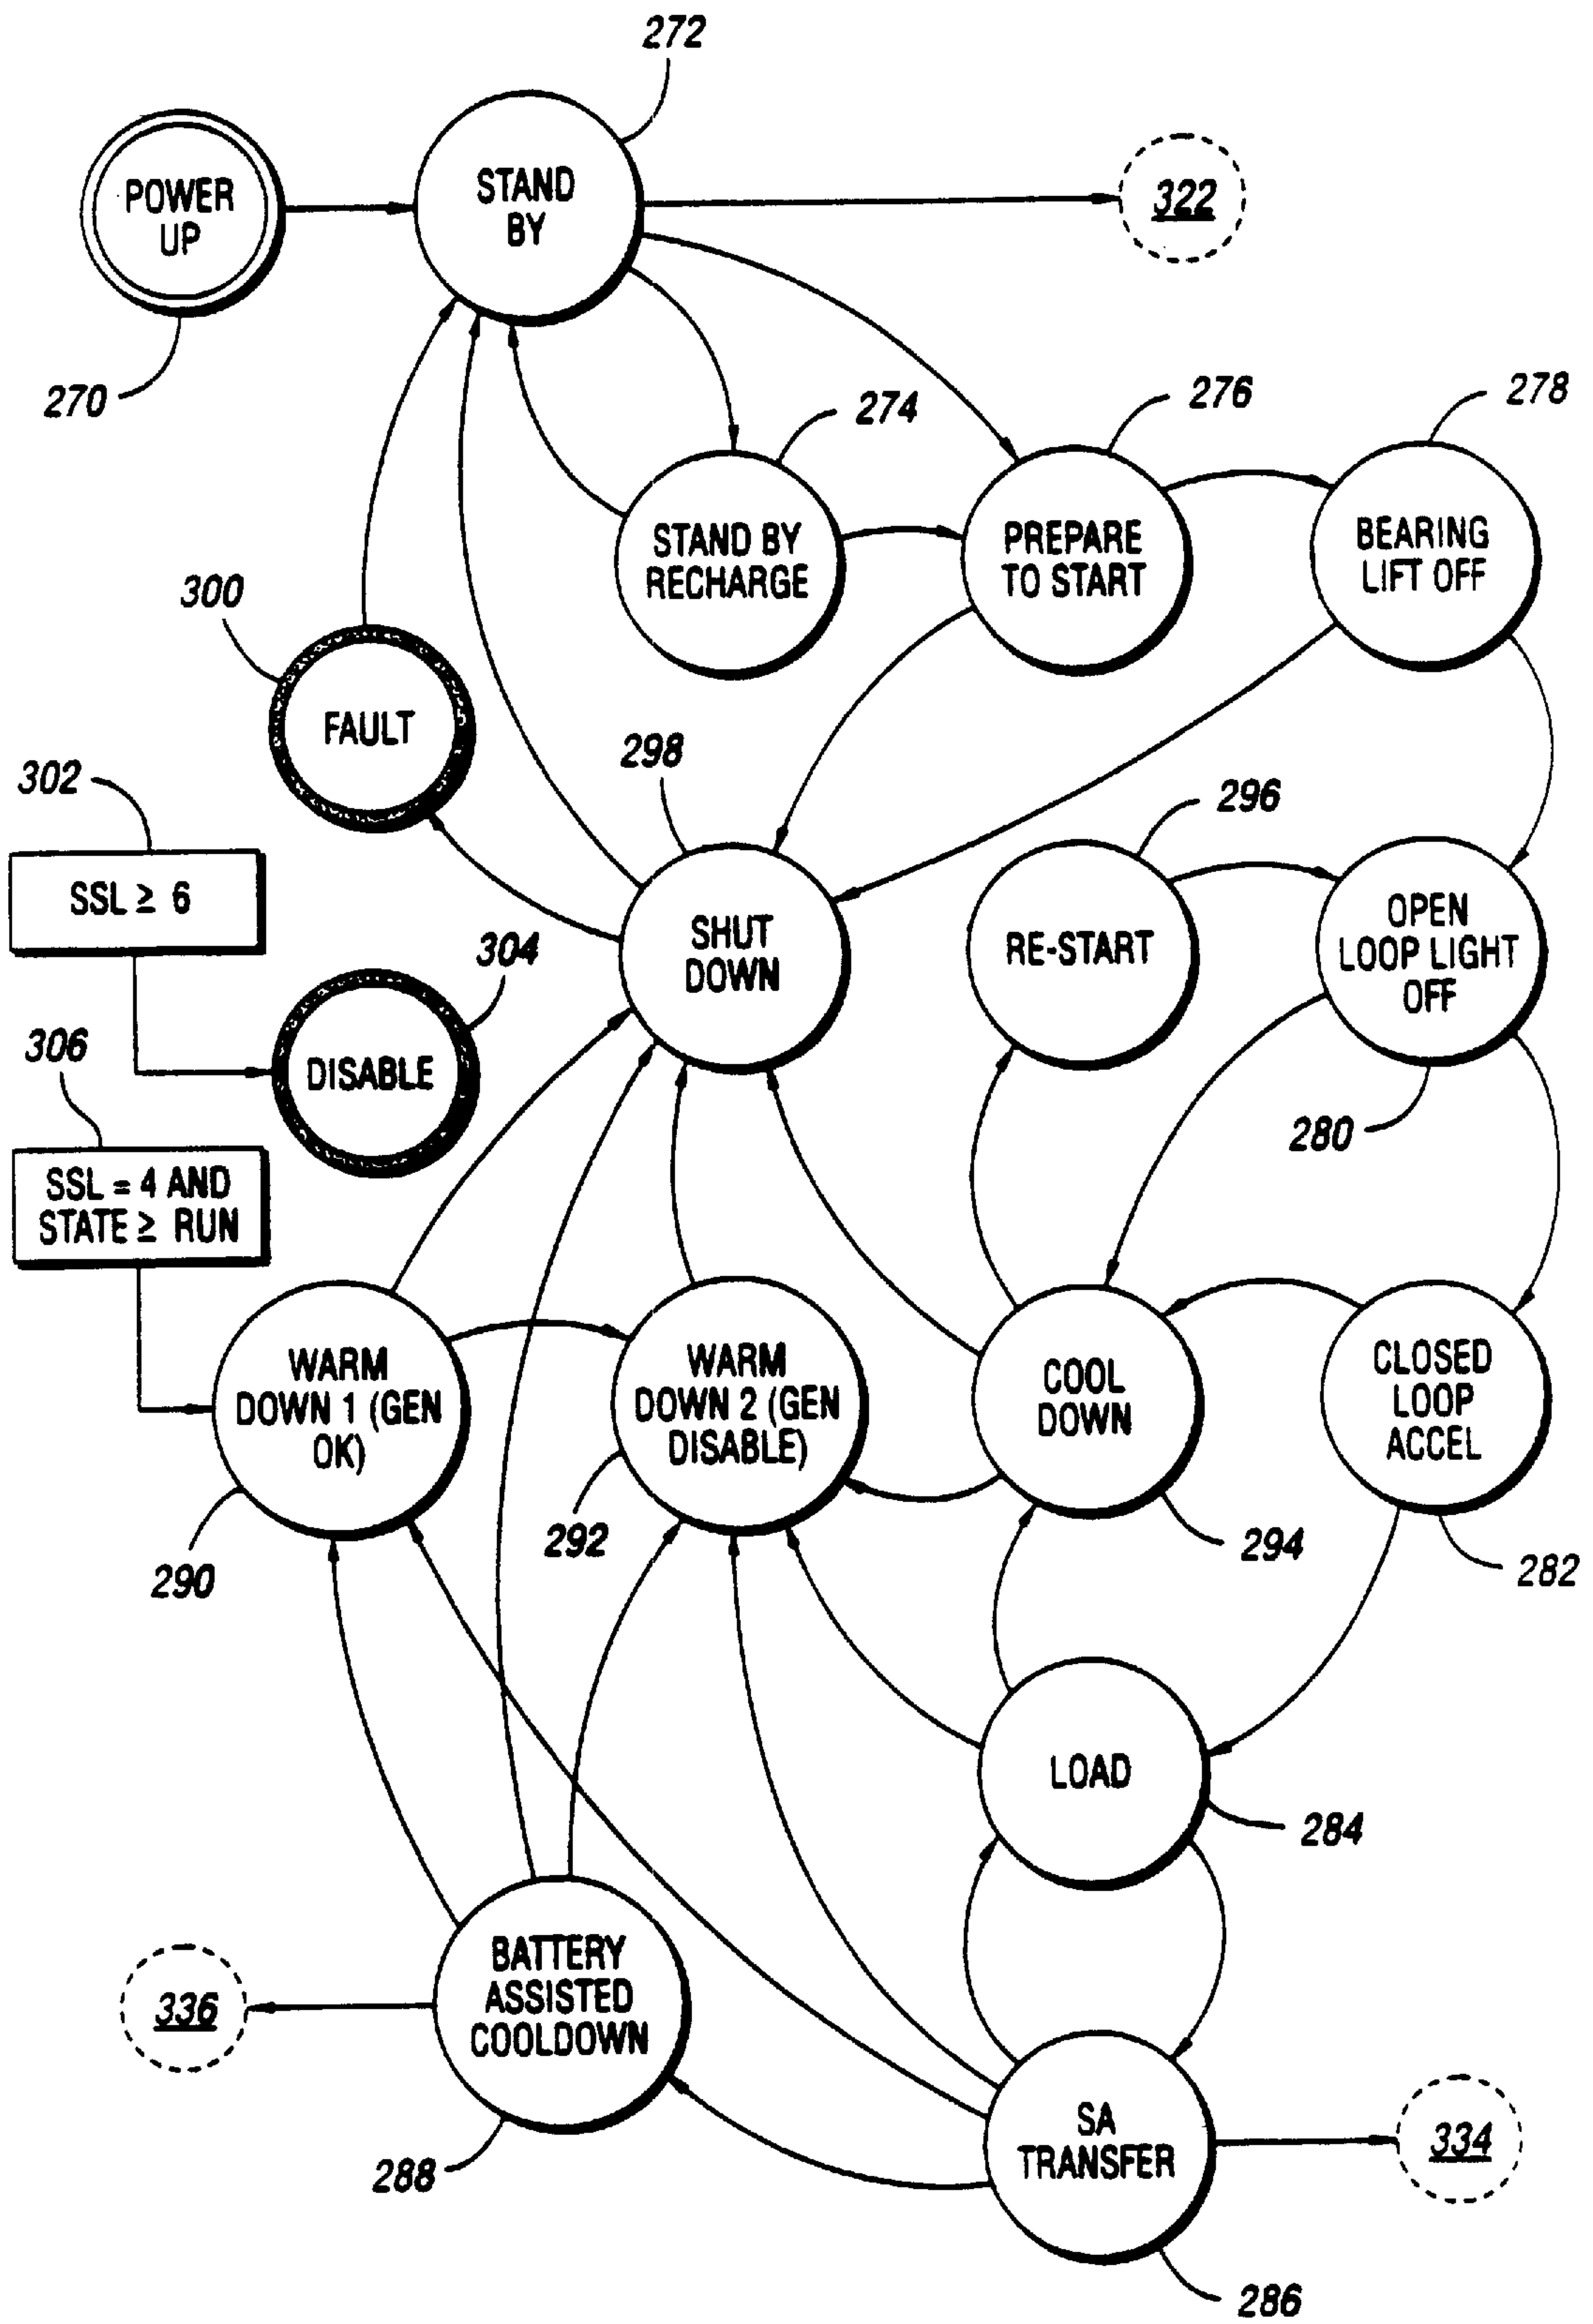 272
POWER
UP
STAND
BY
322
270
274
276
278
STAND BY
RECHARGE
PREPARE
TO START
BEARING
LIFT OFF
300
FAULT
298
302
296
SSL ≥ 6
SHUT
DOWN
RE-START
OPEN
LOOP LIGHT
OFF
304
306
DISABLE
280
SSL = 4 AND
STATE ≥ RUN
WARM
DOWN 1 (GEN
OK)
WARM
DOWN 2 (GEN
DISABLE)
COOL
DOWN
CLOSED
LOOP
ACCEL
290
292
294
282
LOAD
284
BATTERY
ASSISTED
COOLDOWN
336
SA
TRANSFER
334
288
286